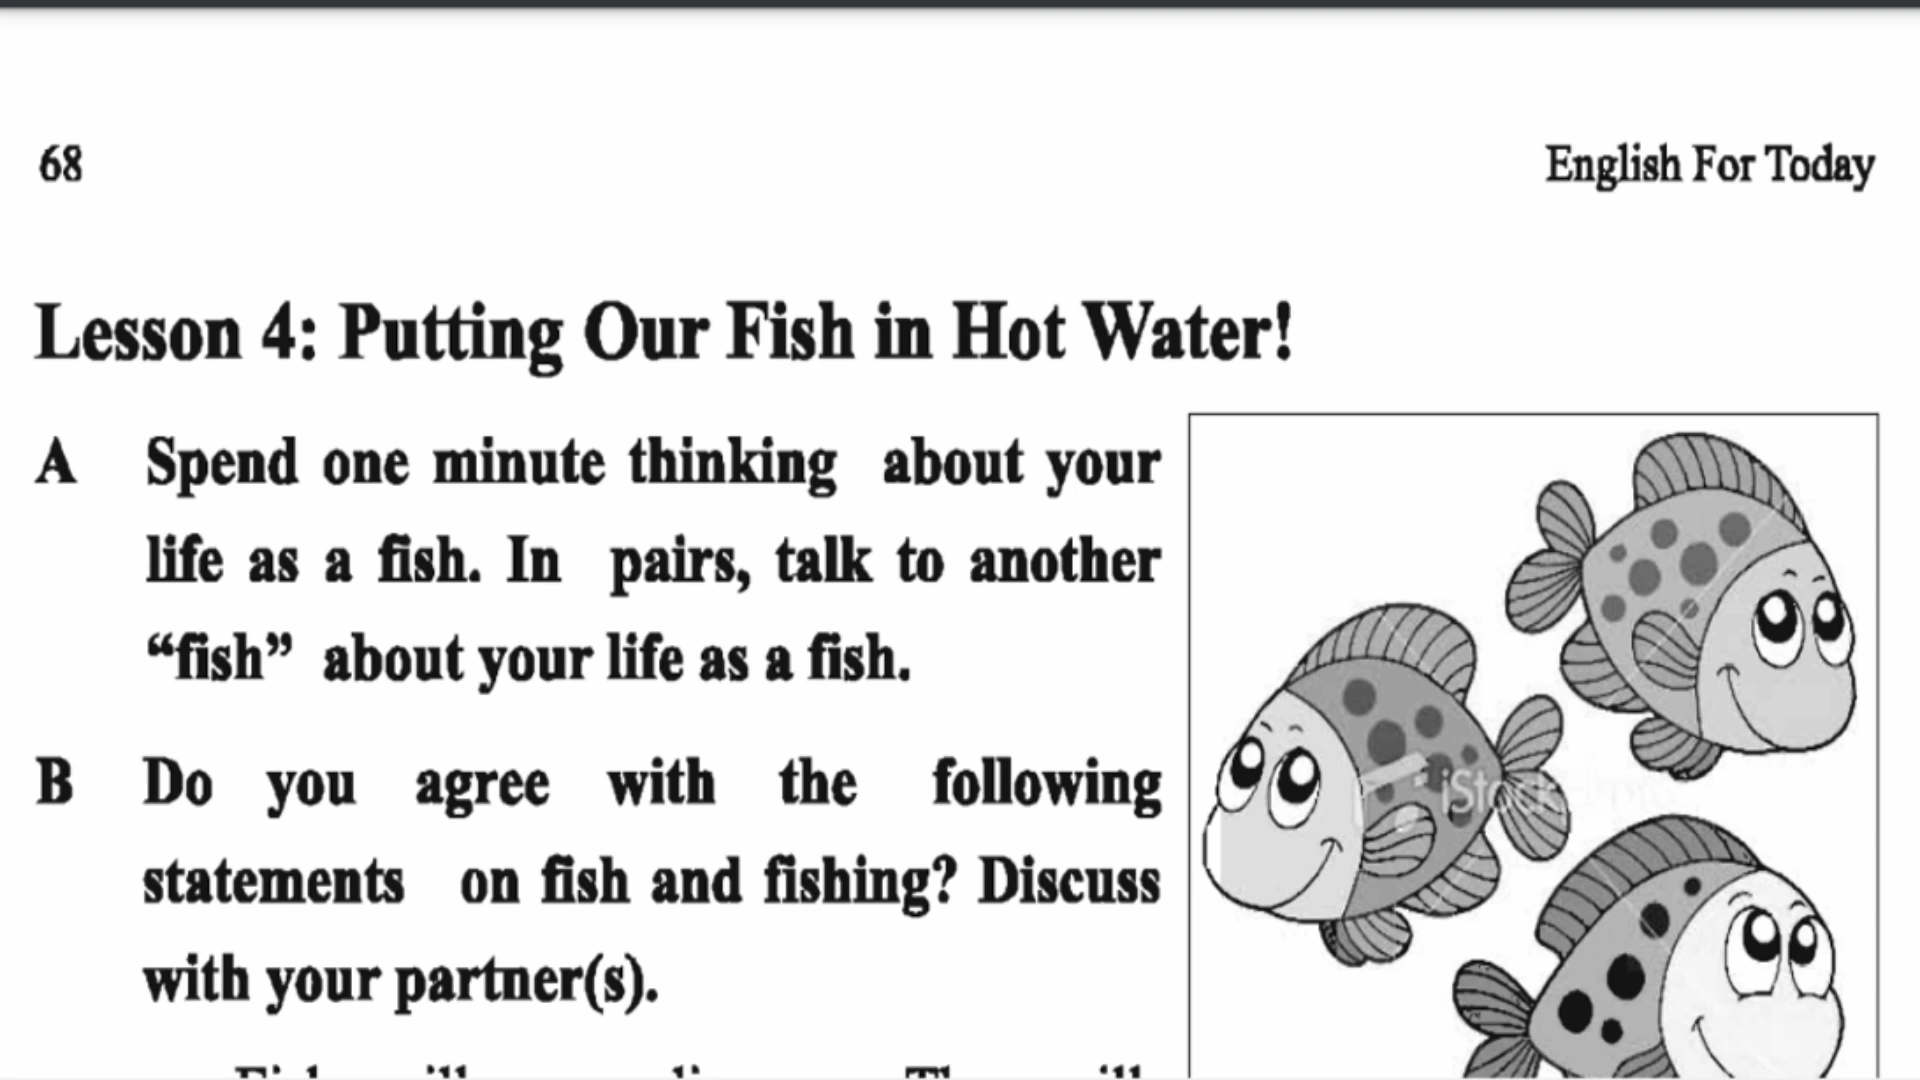 68
English For Today
Lesson 4: Putting Our Fish in Hot Water!
A Spend one minute thinking about your
life as a fish. In pairs, talk to another
“fish” about your life as a fish.
B Do you agree with the following
statements on fish and fishing? Discuss
with your partner(s).
iStock